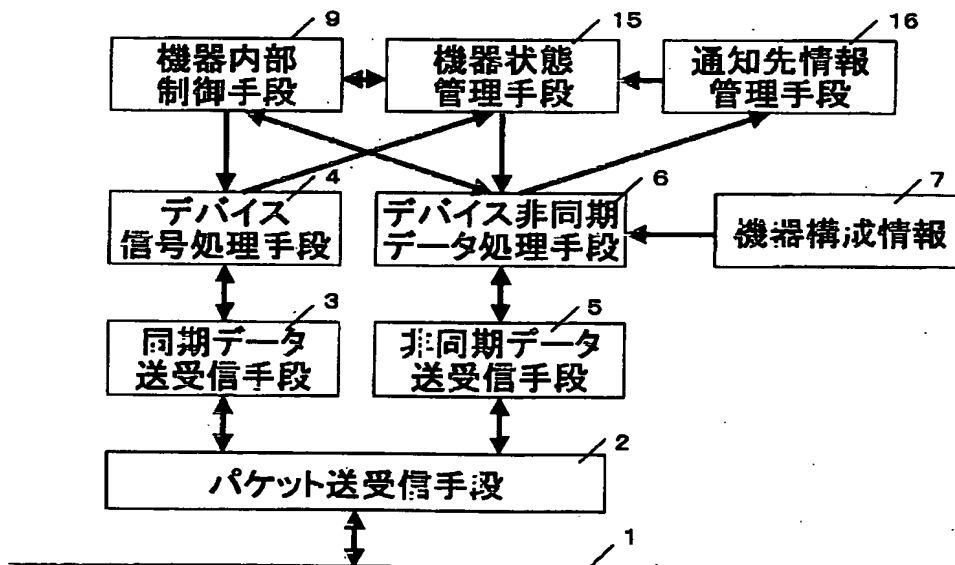 9
機器内部
制御手段
15
機器状態
管理手段
16
通知先情報
管理手段
4
デバイス
信号処理手段
6
デバイス非同期
データ処理手段
7
機器構成情報
3
同期データ
送受信手段
5
非同期データ
送受信手段
2
パケット送受信手段
1